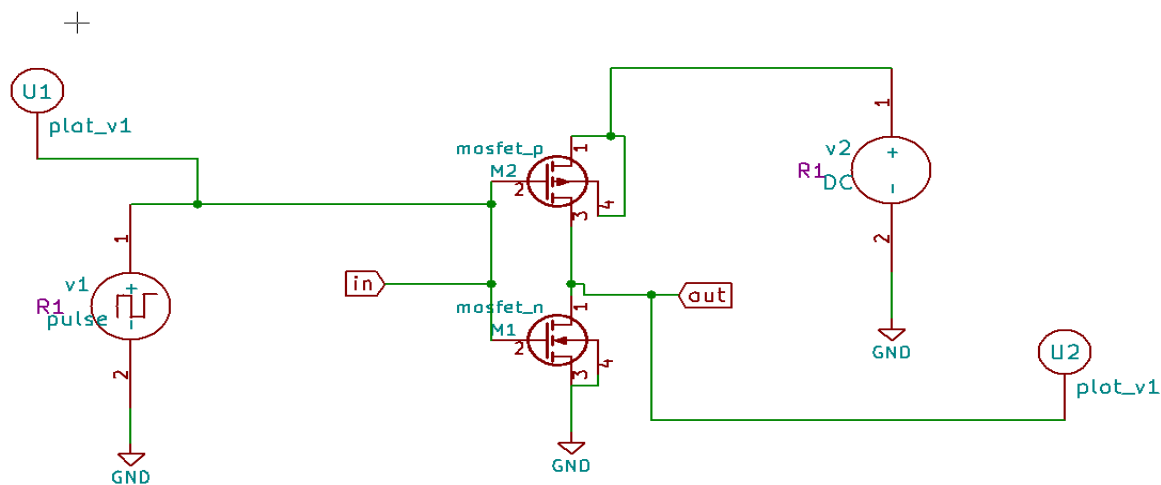 U1
plot_v1
mosfet_p
M2
1
2
3
4
v2
R1
DC
+
-
1
2
GND
1
v1
R1
pulse
+
-
2
GND
in
mosfet_n
M1
1
2
3
4
GND
out
U2
plot_v1